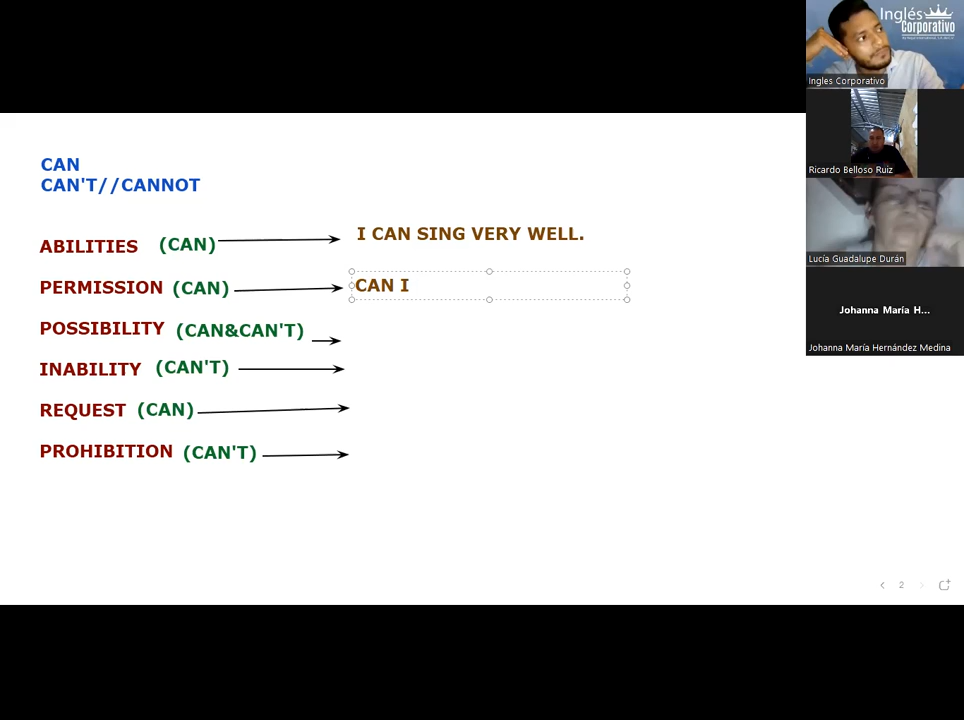 CAN
CAN'T//CANNOT
ABILITIES (CAN) I CAN SING VERY WELL.
PERMISSION (CAN) CAN I
POSSIBILITY (CAN&CAN'T)
INABILITY (CAN'T)
REQUEST (CAN)
PROHIBITION (CAN'T)
2
Inglés
Corporativo
Ingles Corporativo
Ricardo Belloso Ruiz
Lucía Guadalupe Durán
Johanna María H...
Johanna María Hernández Medina